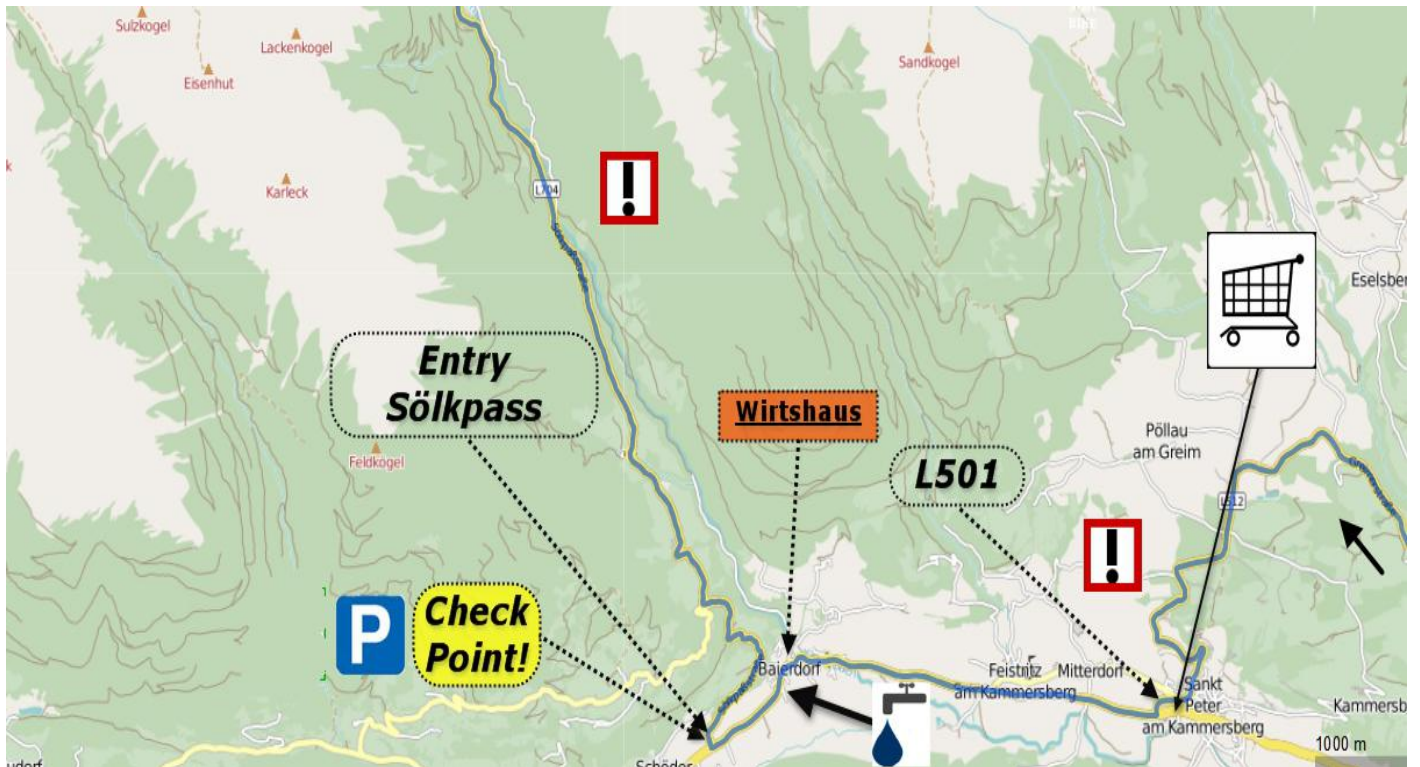 Sulzkogel
Lackenkogel
Sandkogel
Eisenhut
Karleck
L704
!
Eselsber
Entry
Sölkpass
Wirtshaus
Pöllau
am Greim
Feldkogel
L501
L512
!
P
Check
Point!
Baierdorf
Feistritz
am Kammersberg
Mitterdorf
Sankt
Peter
am Kammersberg
Kammersb
1000 m
Schöder